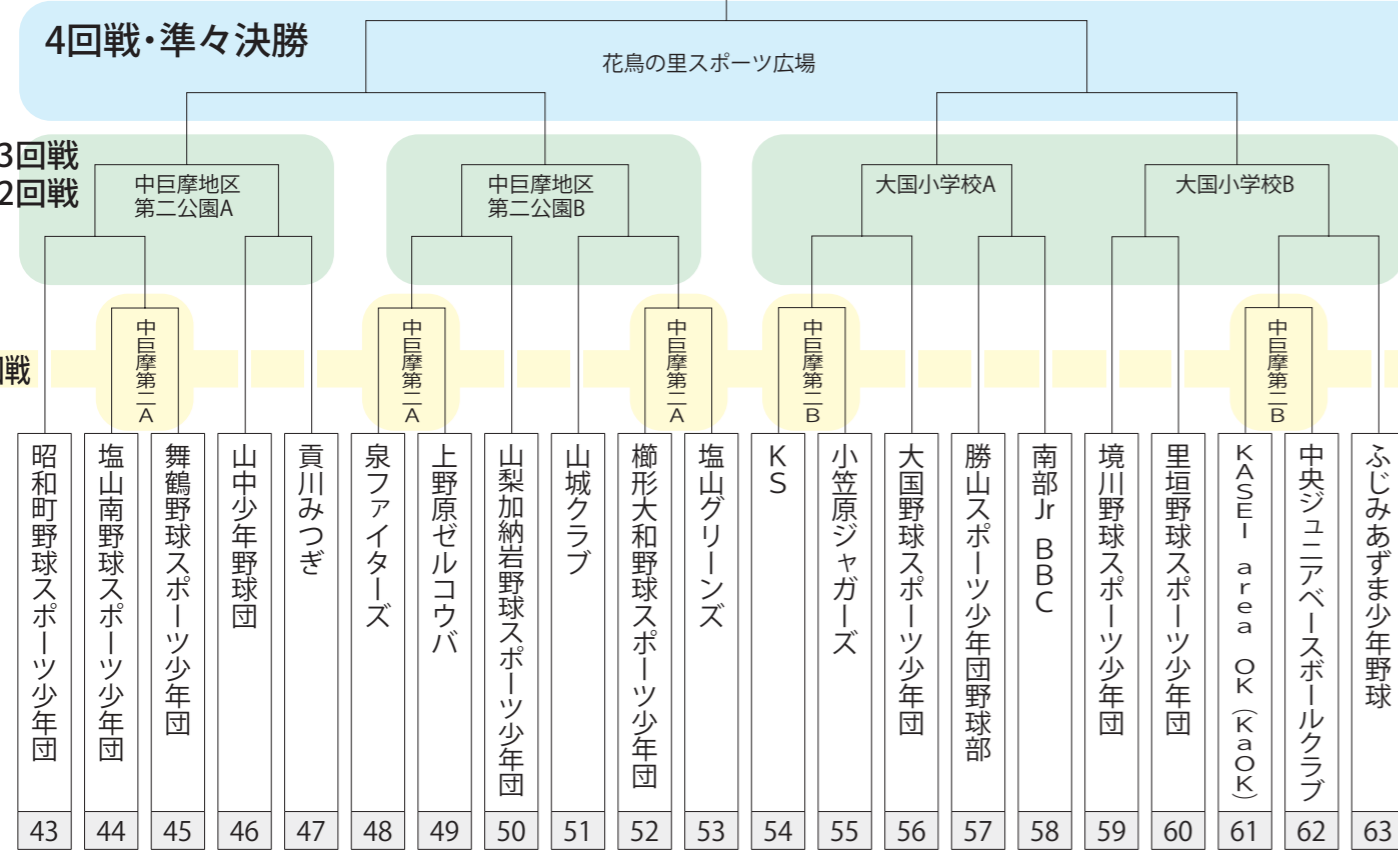 4回戦・準々決勝
花鳥の里スポーツ広場
3回戦
2回戦
中巨摩地区
第二公園A
中巨摩地区
第二公園B
大国小学校A
大国小学校B
回戦
中巨摩第二A
中巨摩第二A
中巨摩第二A
中巨摩第二B
中巨摩第二B
昭和町野球スポーツ少年団
塩山南野球スポーツ少年団
舞鶴野球スポーツ少年団
山中少年野球団
貢川みつぎ
泉ファイターズ
上野原ゼルコウバ
山梨加納岩野球スポーツ少年団
山城クラブ
櫛形大和野球スポーツ少年団
塩山グリーンズ
KS
小笠原ジャガーズ
大国野球スポーツ少年団
勝山スポーツ少年団野球部
南部Jr BBC
境川野球スポーツ少年団
里垣野球スポーツ少年団
KASEI area OK(KaOK)
中央ジュニアベースボールクラブ
ふじみあずま少年野球
43 44 45 46 47 48 49 50 51 52 53 54 55 56 57 58 59 60 61 62 63